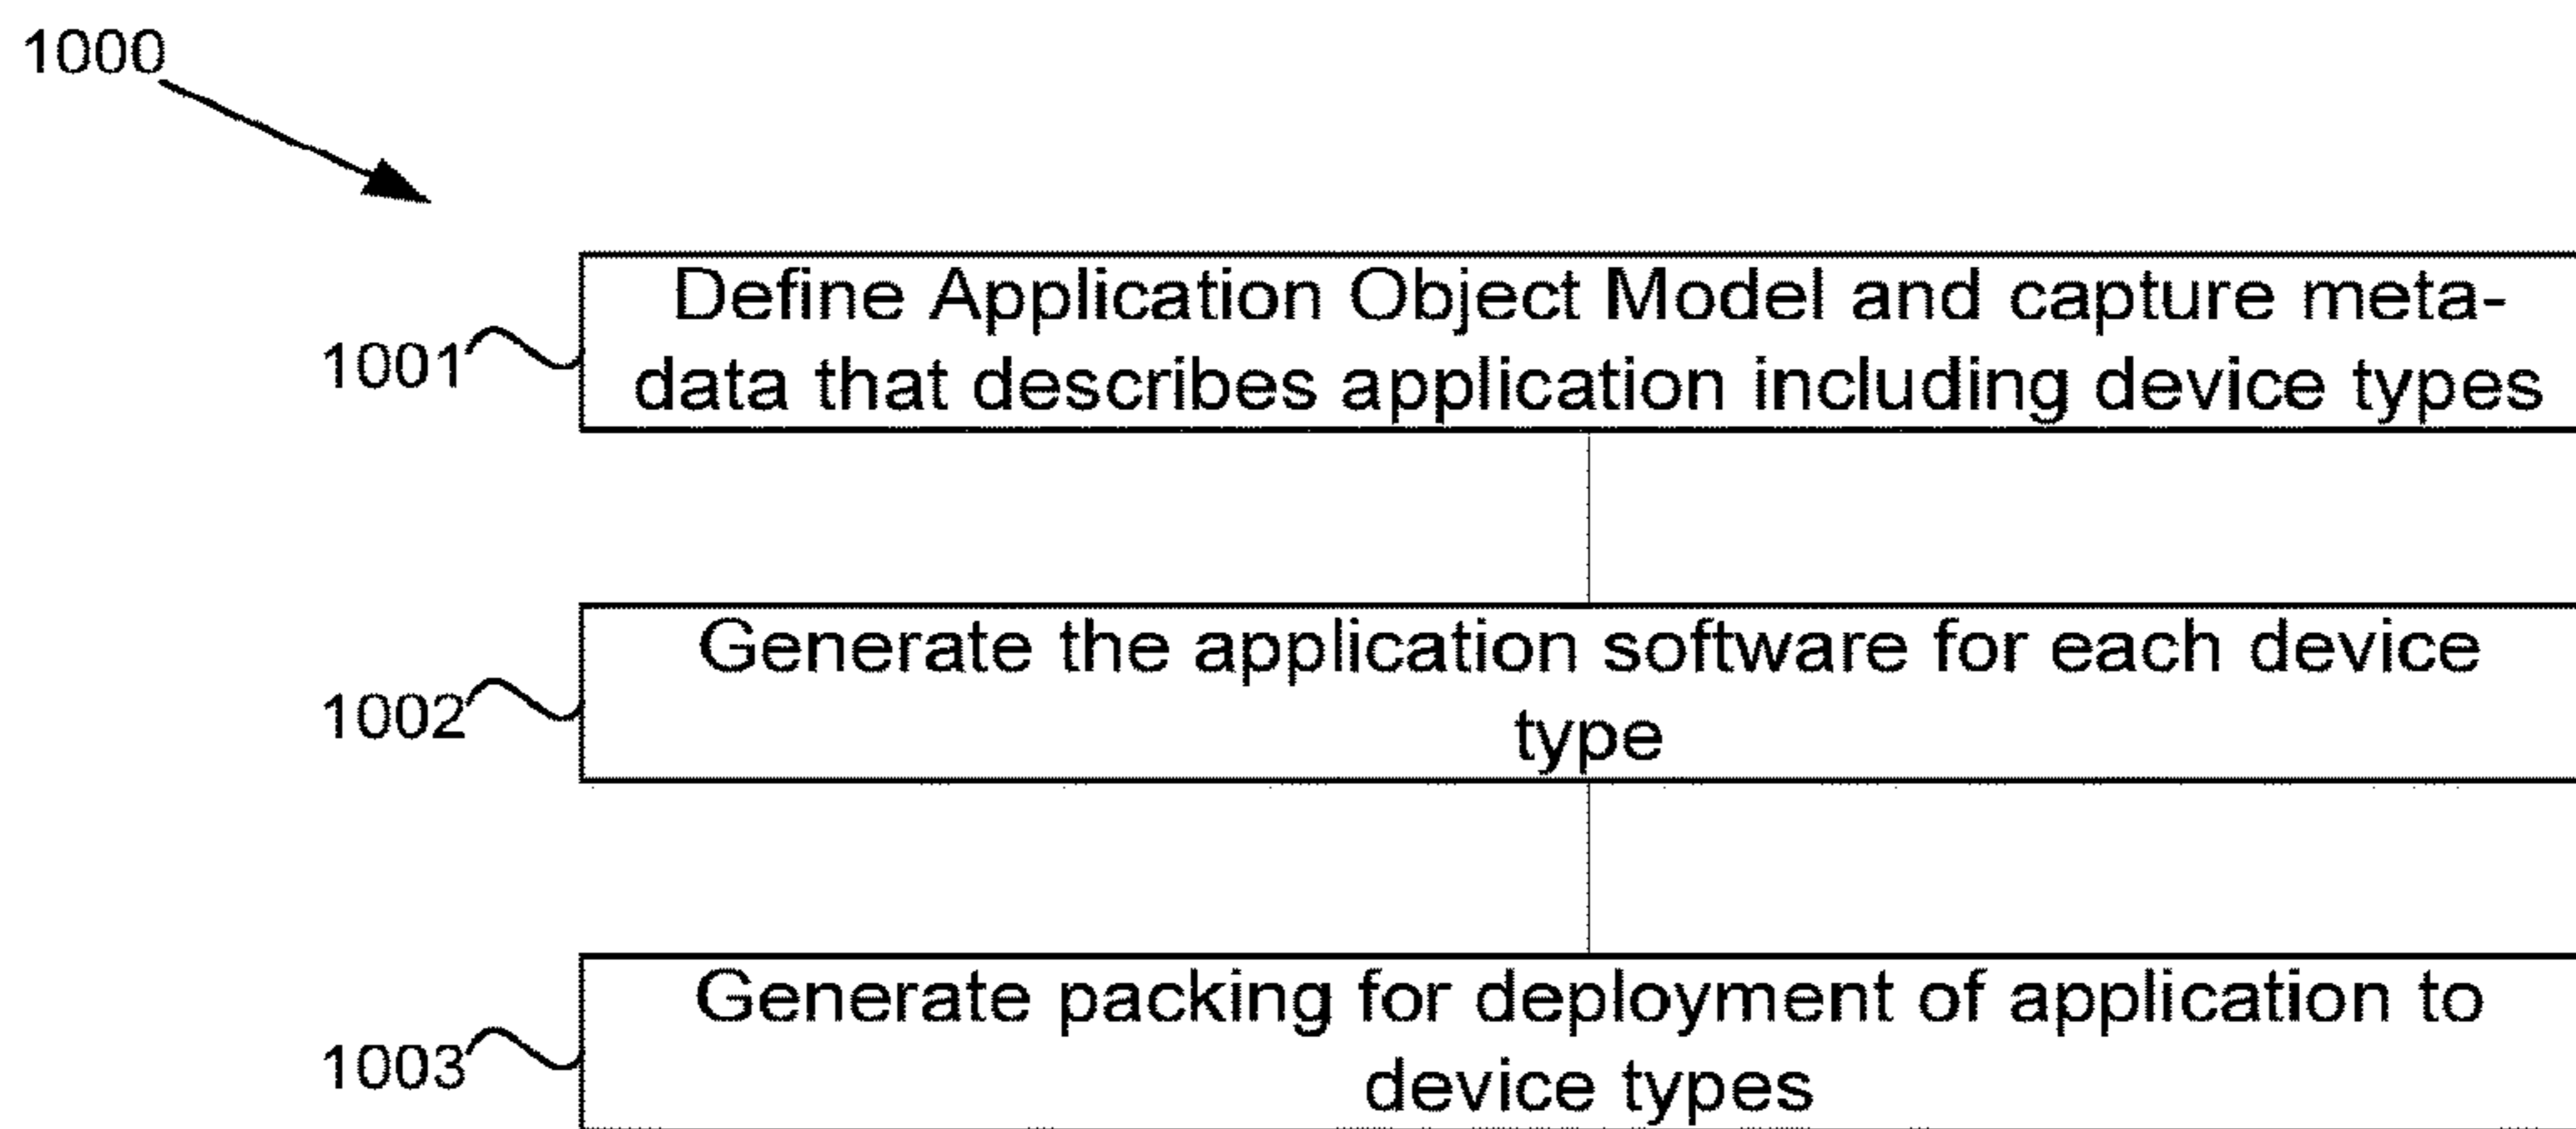 1000
1001
Define Application Object Model and capture meta-
data that describes application including device types
1002
Generate the application software for each device
type
1003
Generate packing for deployment of application to
device types